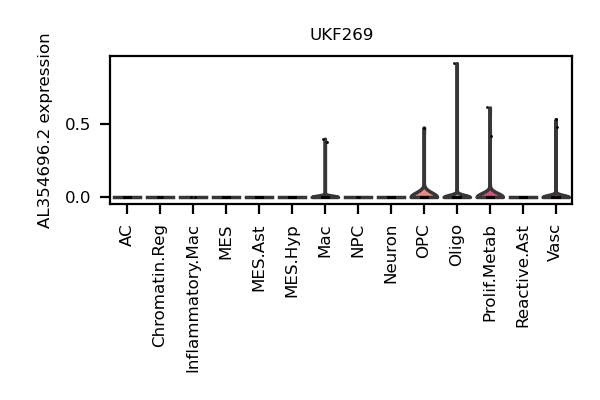 UKF269
AL354696.2 expression
0.5
0.0
AC
Chromatin.Reg
Inflammatory.Mac
MES
MES.Ast
MES.Hyp
Mac
NPC
Neuron
OPC
Oligo
Prolif.Metab
Reactive.Ast
Vasc